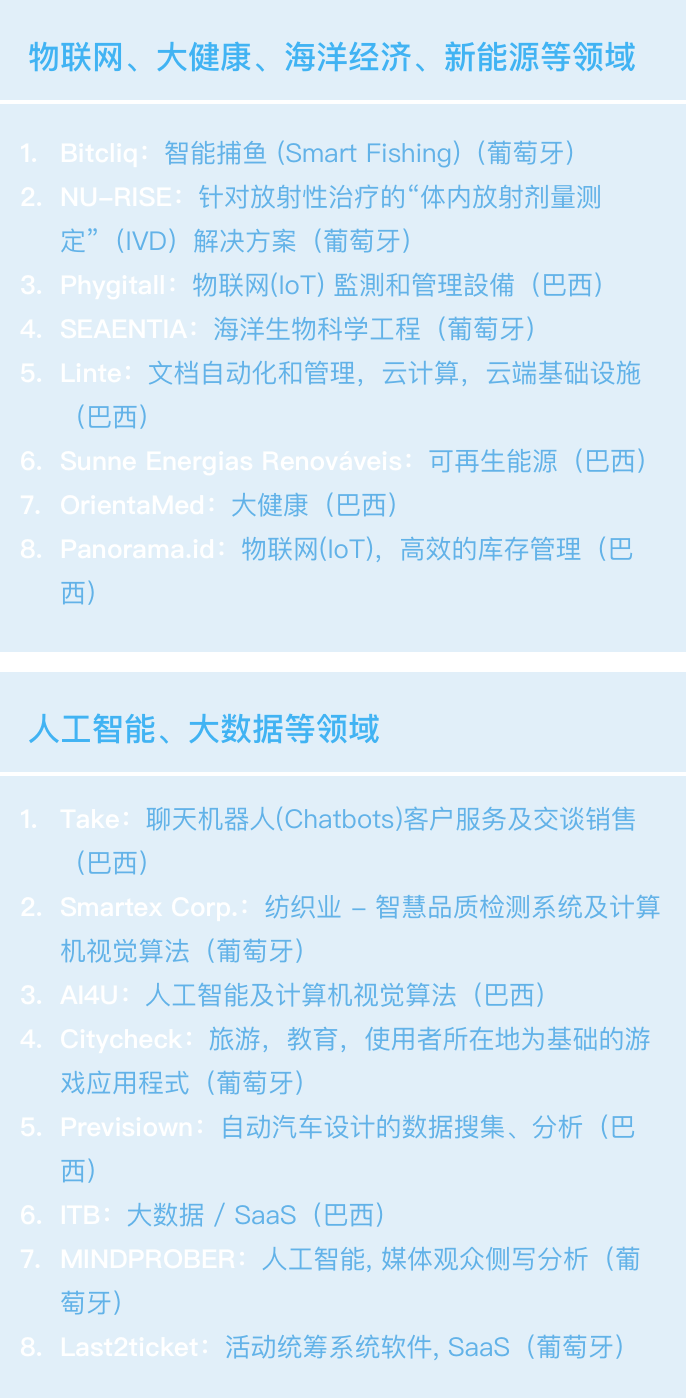 物联网、大健康、海洋经济、新能源等领域
1. Bitcliq：智能捕鱼 (Smart Fishing)（葡萄牙）
2. NU-RISE：针对放射性治疗的“体内放射剂量测
定”（IVD）解决方案（葡萄牙）
3. Phygitall：物联网(IoT) 監測和管理設備（巴西）
4. SEAENTIA：海洋生物科学工程（葡萄牙）
5. Linte：文档自动化和管理，云计算，云端基础设施
（巴西）
6. Sunne Energias Renováveis：可再生能源（巴西）
7. OrientaMed：大健康（巴西）
8. Panorama.id：物联网(IoT)，高效的库存管理（巴
西）
人工智能、大数据等领域
1. Take：聊天机器人(Chatbots)客户服务及交谈销售
（巴西）
2. Smartex Corp.：纺织业 – 智慧品质检测系统及计算
机视觉算法（葡萄牙）
3. AI4U：人工智能及计算机视觉算法（巴西）
4. Citycheck：旅游，教育，使用者所在地为基础的游
戏应用程式（葡萄牙）
5. Previsiown：自动汽车设计的数据搜集、分析（巴
西）
6. ITB：大数据 / SaaS（巴西）
7. MINDPROBER：人工智能, 媒体观众侧写分析（葡
萄牙）
8. Last2ticket：活动统筹系统软件, SaaS（葡萄牙）